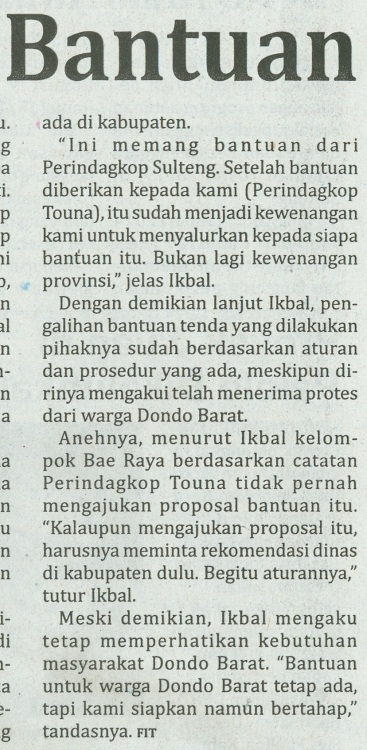 Bantuan
u.
g
a
i.
p
p
ni
o,
n
al
n
n-
n
a
a
a
n
u
n
n
i-
di
n-
ta
e-
g
ada di kabupaten.
“Ini memang bantuan dari
Perindagkop Sulteng. Setelah bantuan
diberikan kepada kami (Perindagkop
Touna), itu sudah menjadi kewenangan
kami untuk menyalurkan kepada siapa
bantuan itu. Bukan lagi kewenangan
provinsi,” jelas Ikbal.
Dengan demikian lanjut Ikbal, pen-
galihan bantuan tenda yang dilakukan
pihaknya sudah berdasarkan aturan
dan prosedur yang ada, meskipun di-
rinya mengakui telah menerima protes
dari warga Dondo Barat.
Anehnya, menurut Ikbal kelom-
pok Bae Raya berdasarkan catatan
Perindagkop Touna tidak pernah
mengajukan proposal bantuan itu.
“Kalaupun mengajukan proposal itu,
harusnya meminta rekomendasi dinas
di kabupaten dulu. Begitu aturannya,”
tutur Ikbal.
Meski demikian, Ikbal mengaku
tetap memperhatikan kebutuhan
masyarakat Dondo Barat. “Bantuan
untuk warga Dondo Barat tetap ada,
tapi kami siapkan namun bertahap,”
tandasnya. FIT